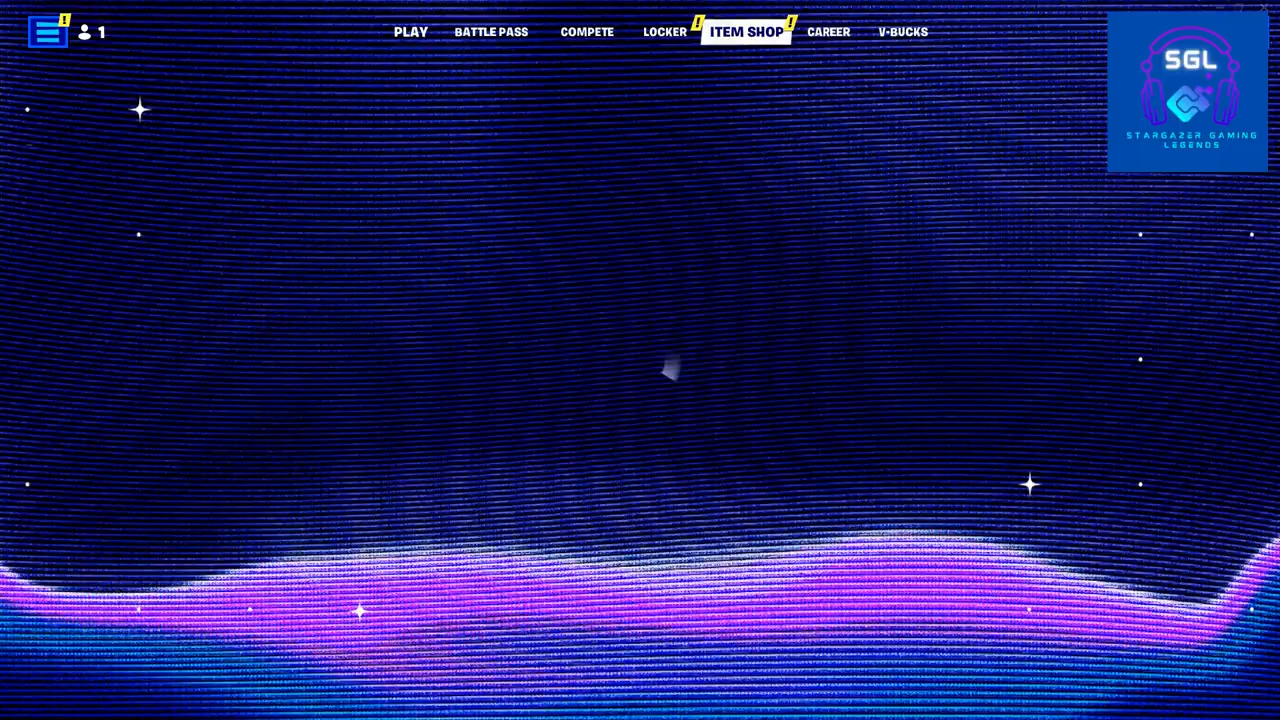 !
1
PLAY
BATTLE PASS
COMPETE
LOCKER
!
ITEM SHOP
!
CAREER
V-BUCKS
SGL
STARGAZER GAMING
LEGENDS